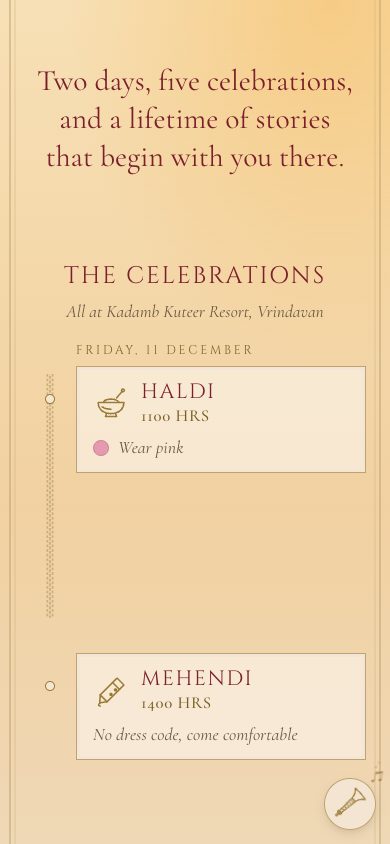 Two days, five celebrations,
and a lifetime of stories
that begin with you there.
THE CELEBRATIONS
All at Kadamb Kuteer Resort, Vrindavan
FRIDAY, 11 DECEMBER
HALDI
1100 HRS
Wear pink
MEHENDI
1400 HRS
No dress code, come comfortable